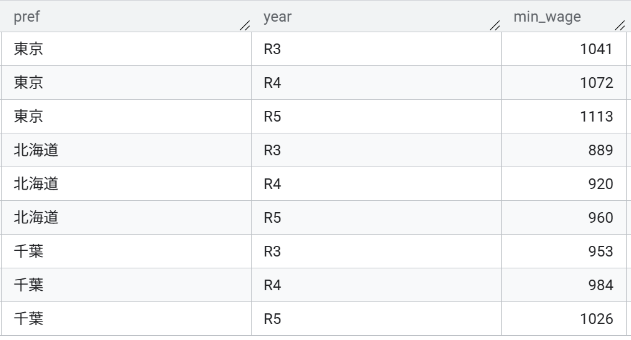 pref year min_wage
東京 R3 1041
東京 R4 1072
東京 R5 1113
北海道 R3 889
北海道 R4 920
北海道 R5 960
千葉 R3 953
千葉 R4 984
千葉 R5 1026